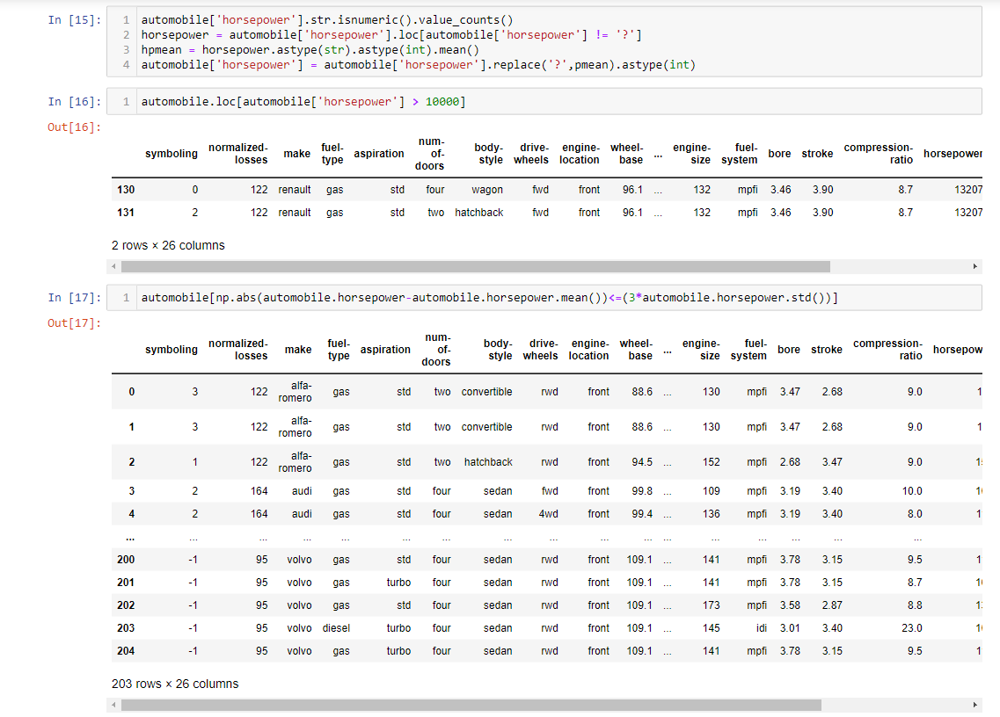 In [15]:
1 automobile['horsepower'].str.isnumeric().value_counts()
2 horsepower = automobile['horsepower'].loc[automobile['horsepower'] != '?']
3 hpmean = horsepower.astype(str).astype(int).mean()
4 automobile['horsepower'] = automobile['horsepower'].replace('?',pmean).astype(int)
In [16]: 1 automobile.loc[automobile['horsepower'] > 10000]
Out[16]:
symboling normalized-losses make fuel-type aspiration num-of-doors body-style drive-wheels engine-location wheel-base ... engine-size fuel-system bore stroke compression-ratio horsepower
130 0 122 renault gas std four wagon fwd front 96.1 ... 132 mpfi 3.46 3.90 8.7 13207
131 2 122 renault gas std two hatchback fwd front 96.1 ... 132 mpfi 3.46 3.90 8.7 13207
2 rows × 26 columns
In [17]: 1 automobile[np.abs(automobile.horsepower-automobile.horsepower.mean())<=(3*automobile.horsepower.std())]
Out[17]:
symboling normalized-losses make fuel-type aspiration num-of-doors body-style drive-wheels engine-location wheel-base ... engine-size fuel-system bore stroke compression-ratio horsepow
0 3 122 alfa-romero gas std two convertible rwd front 88.6 ... 130 mpfi 3.47 2.68 9.0 1
1 3 122 alfa-romero gas std two convertible rwd front 88.6 ... 130 mpfi 3.47 2.68 9.0 1
2 1 122 alfa-romero gas std two hatchback rwd front 94.5 ... 152 mpfi 2.68 3.47 9.0
3 2 164 audi gas std four sedan fwd front 99.8 ... 109 mpfi 3.19 3.40 10.0
4 2 164 audi gas std four sedan 4wd front 99.4 ... 136 mpfi 3.19 3.40 8.0 1
... ... ... ... ... ... ... ... ... ... ... ... ... ... ... ... ...
200 -1 95 volvo gas std four sedan rwd front 109.1 ... 141 mpfi 3.78 3.15 9.5 1
201 -1 95 volvo gas turbo four sedan rwd front 109.1 ... 141 mpfi 3.78 3.15 8.7
202 -1 95 volvo gas std four sedan rwd front 109.1 ... 173 mpfi 3.58 2.87 8.8
203 -1 95 volvo diesel turbo four sedan rwd front 109.1 ... 145 idi 3.01 3.40 23.0
204 -1 95 volvo gas turbo four sedan rwd front 109.1 ... 141 mpfi 3.78 3.15 9.5 1
203 rows × 26 columns